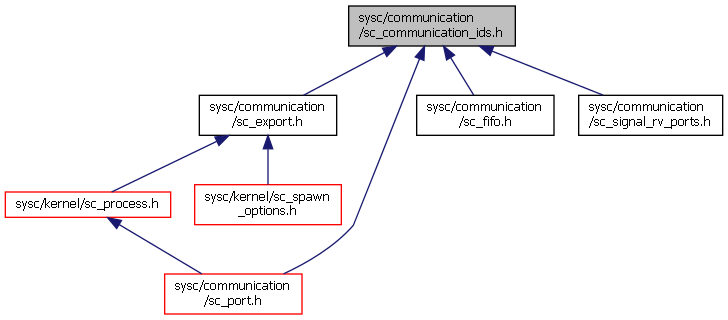 sysc/communication
/sc_communication_ids.h
sysc/communication
/sc_export.h
sysc/communication
/sc_fifo.h
sysc/communication
/sc_signal_rv_ports.h
sysc/kernel/sc_process.h
sysc/kernel/sc_spawn
_options.h
sysc/communication
/sc_port.h